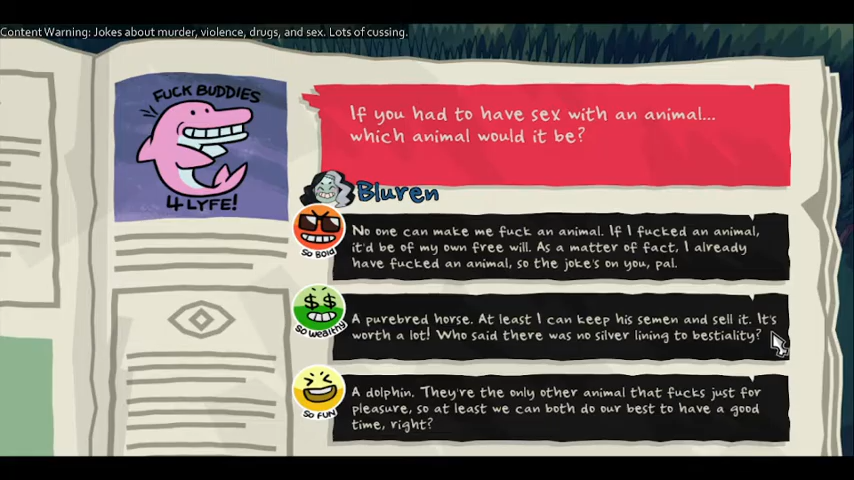 Content Warning: Jokes about murder, violence, drugs, and sex. Lots of cussing.
FUCK BUDDIES
4 LYFE!
If you had to have sex with an animal...
which animal would it be?
Bluren
SO BOLD
No one can make me fuck an animal. If I fucked an animal,
it'd be of my own free will. As a matter of fact, I already
have fucked an animal, so the joke's on you, pal.
$ $
SO WEALTHY
A purebred horse. At least I can keep his semen and sell it. It's
worth a lot! Who said there was no silver lining to bestiality?
SO FUN
A dolphin. They're the only other animal that fucks just for
pleasure, so at least we can both do our best to have a good
time, right?